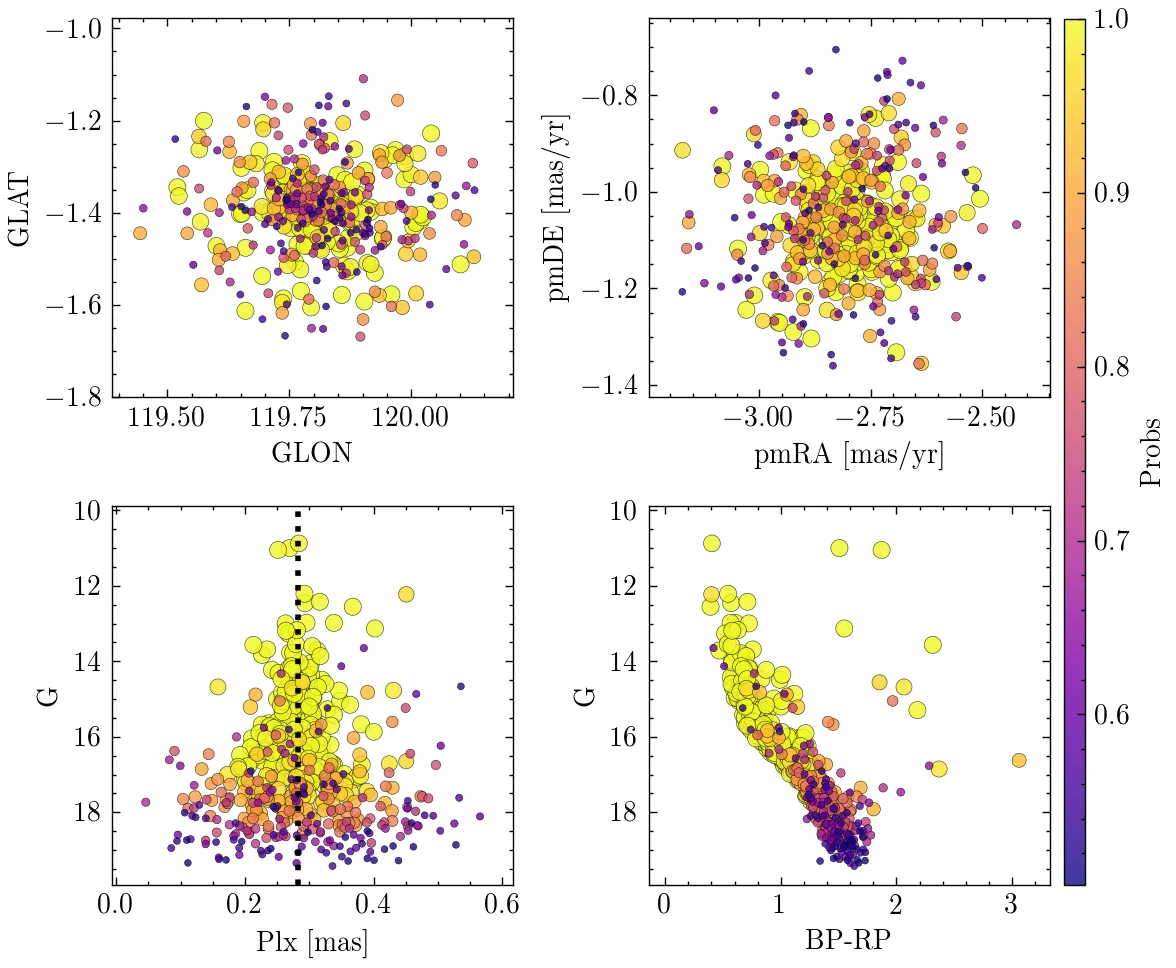 −1.0
−1.2
−1.4
−1.6
−1.8
GLAT
119.50 119.75 120.00
GLON
−0.8
−1.0
−1.2
−1.4
pmDE [mas/yr]
−3.00 −2.75 −2.50
pmRA [mas/yr]
1.0
0.9
0.8
0.7
0.6
Probs
10
12
14
16
18
G
0.0 0.2 0.4 0.6
Plx [mas]
10
12
14
16
18
G
0 1 2 3
BP-RP